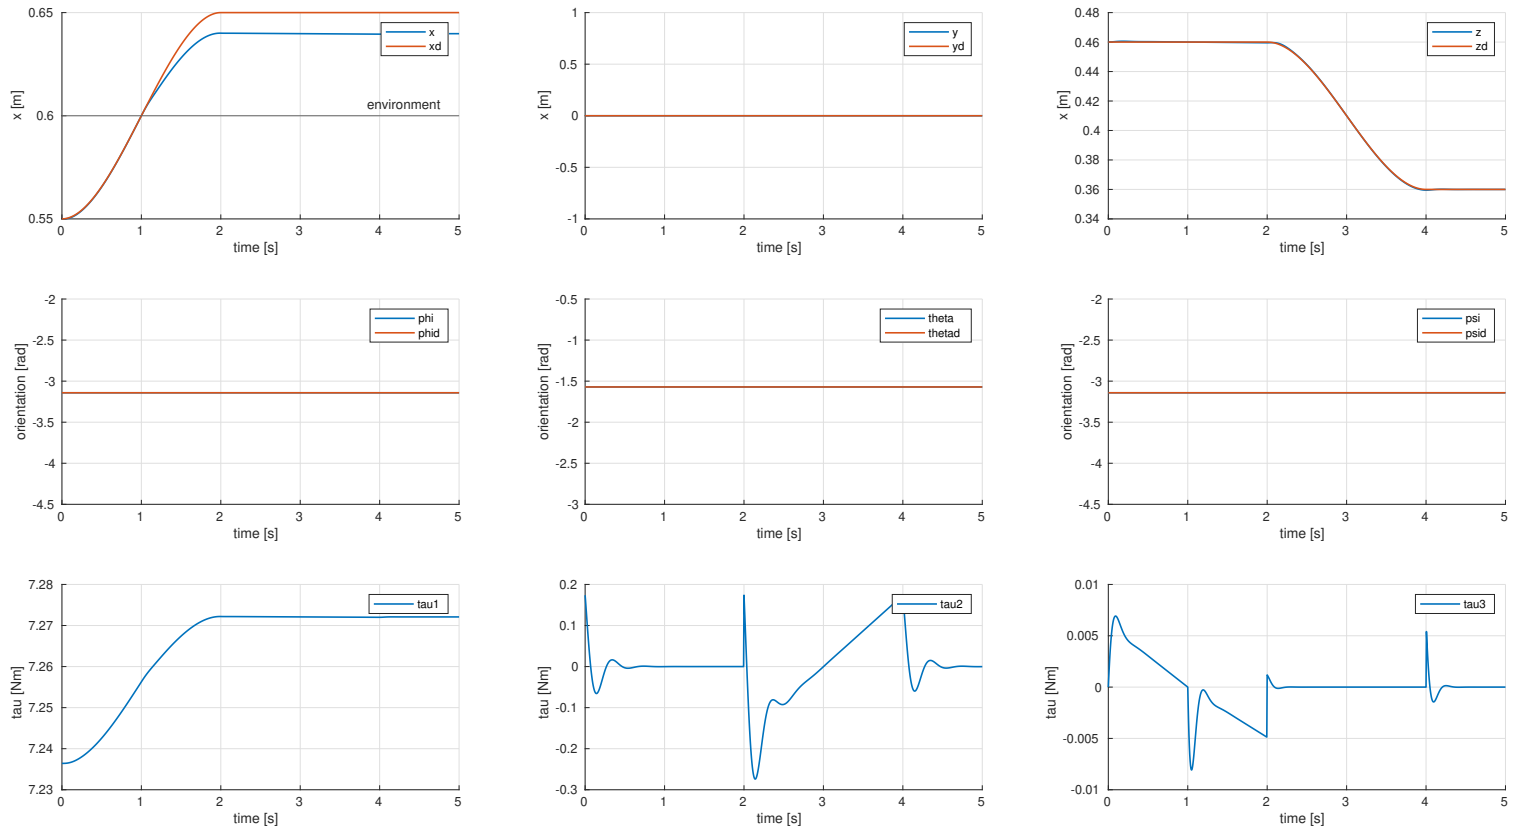 0.65
x
xd
environment
x [m]
0.6
0.55
0 1 2 3 4 5
time [s]
1
y
yd
0.5
x [m]
0
-0.5
-1
0 1 2 3 4 5
time [s]
0.48
z
zd
0.46
0.44
0.42
x [m]
0.4
0.38
0.36
0.34
0 1 2 3 4 5
time [s]
-2
phi
phid
-2.5
-3
orientation [rad]
-3.5
-4
-4.5
0 1 2 3 4 5
time [s]
-0.5
theta
thetad
-1
-1.5
orientation [rad]
-2
-2.5
-3
0 1 2 3 4 5
time [s]
-2
psi
psid
-2.5
-3
orientation [rad]
-3.5
-4
-4.5
0 1 2 3 4 5
time [s]
7.28
tau1
7.27
7.26
tau [Nm]
7.25
7.24
7.23
0 1 2 3 4 5
time [s]
0.2
tau2
0.1
0
tau [Nm]
-0.1
-0.2
-0.3
0 1 2 3 4 5
time [s]
0.01
tau3
0.005
tau [Nm]
0
-0.005
-0.01
0 1 2 3 4 5
time [s]